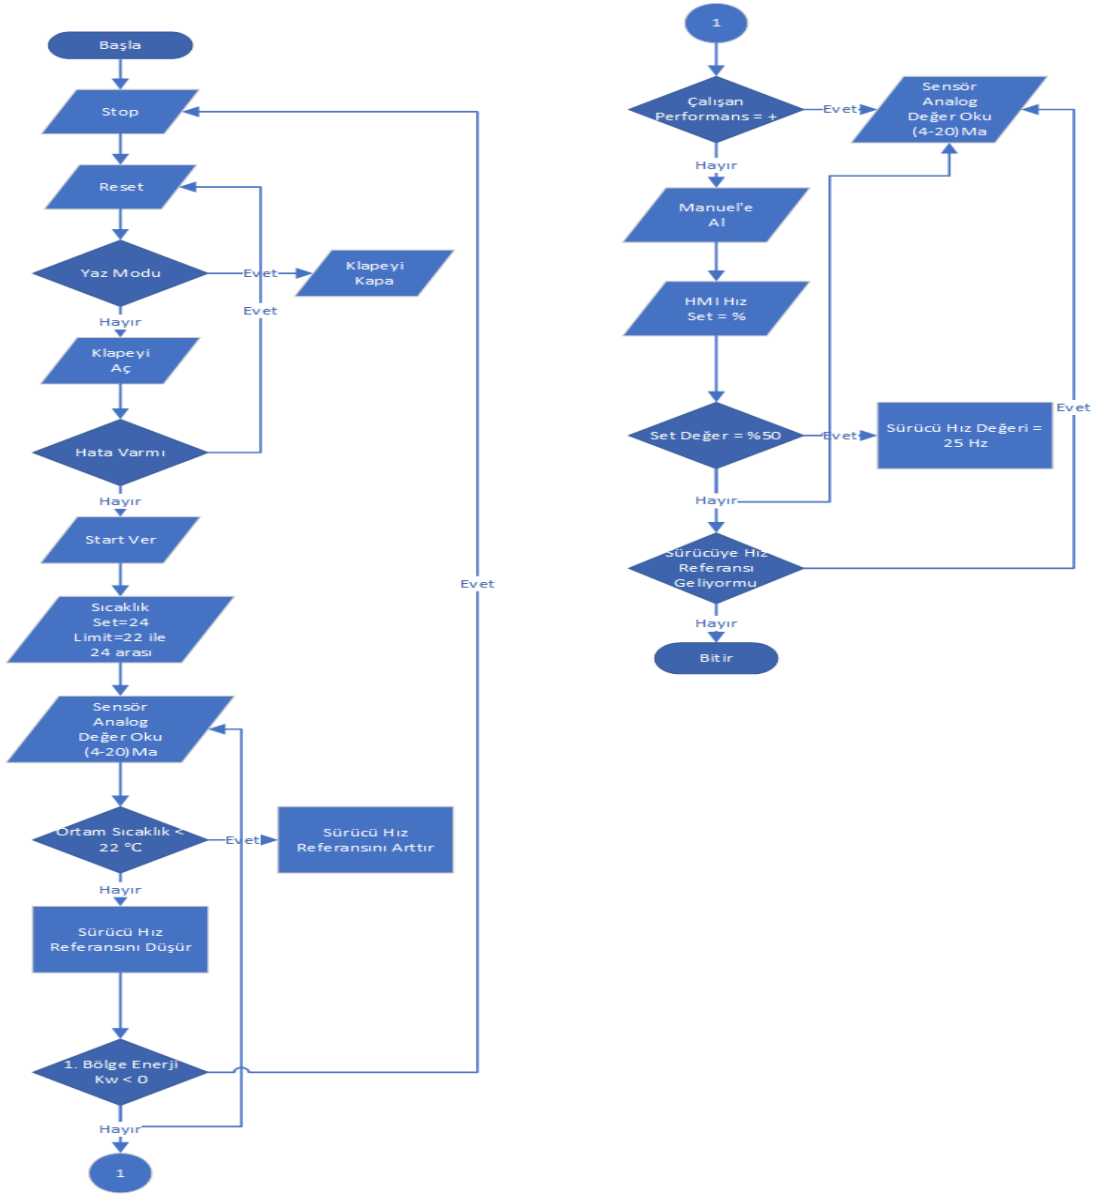 Başla
Stop
Reset
Yaz Modu
Evet
Klapeyi
Kapa
Evet
Hayır
Klapeyi
Aç
Hata Varmı
Hayır
Start Ver
Evet
Sıcaklık
Set=24
Limit=22 ile
24 arası
Sensör
Analog
Değer Oku
(4-20)Ma
Ortam Sıcaklık <
22 °C
Evet
Sürücü Hız
Referansını Arttır
Hayır
Sürücü Hız
Referansını Düşür
1. Bölge Enerji
Kw < 0
Hayır
1
1
Çalışan
Performans = +
Evet
Sensör
Analog
Değer Oku
(4-20)Ma
Hayır
Manuel'e
Al
HMI Hız
Set = %
Evet
Set Değer = %50
Evet
Sürücü Hız Değeri =
25 Hz
Hayır
Sürücüye Hız
Referansı
Geliyormu
Hayır
Bitir